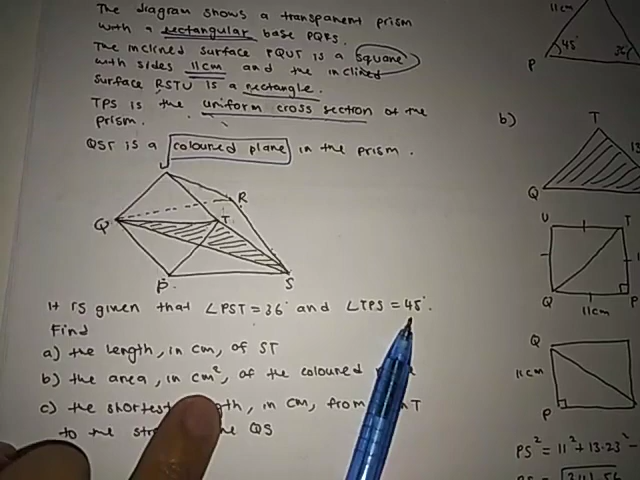 The diagram shows a transparent prism
with a rectangular base PQRS.
The inclined surface PQUT is a square
with sides 11cm and the inclined
surface RSTU is a rectangle.
TPS is the uniform cross section of the
prism.
QST is a coloured plane in the prism.
U
R
Q
T
P
S
It is given that ∠PST = 36° and ∠TPS = 45°.
Find
a) the length, in cm, of ST
b) the area, in cm², of the coloured
c) the shortest length, in cm, from T
to the QS
11cm
45°
36°
P
b)
T
Q
U
T
Q
P
11cm
Q
11cm
P
PS² = 11² + 13.23² -